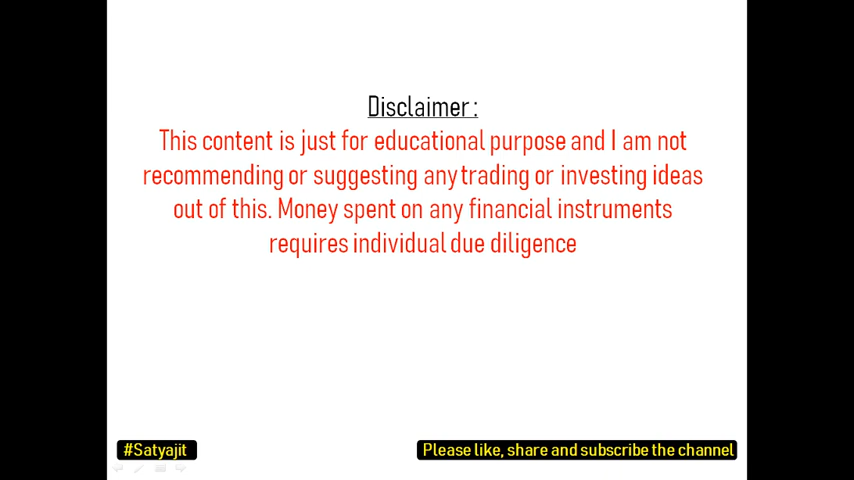 Disclaimer :
This content is just for educational purpose and I am not
recommending or suggesting any trading or investing ideas
out of this. Money spent on any financial instruments
requires individual due diligence
#Satyajit
Please like, share and subscribe the channel